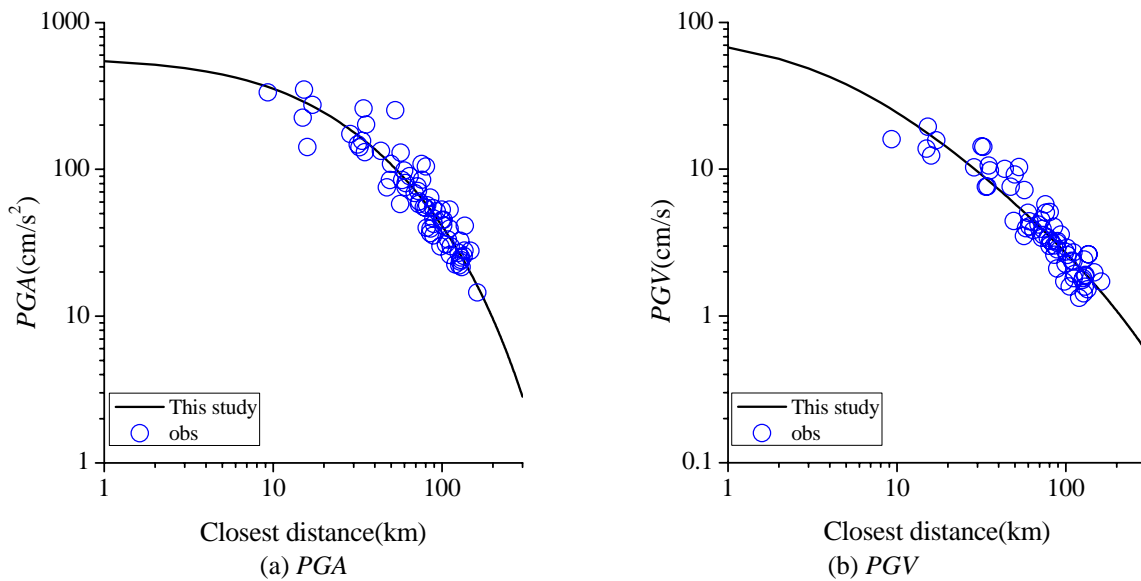 1000
100
10
1
PGA(cm/s²)
This study
obs
1 10 100
Closest distance(km)
(a) PGA
100
10
1
0.1
PGV(cm/s)
This study
obs
1 10 100
Closest distance(km)
(b) PGV